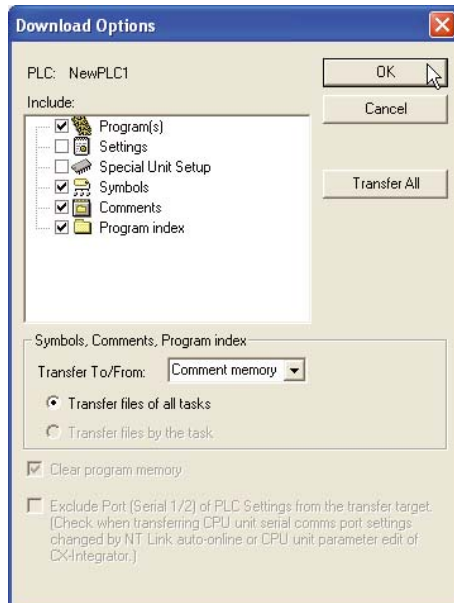 Download Options
PLC: NewPLC1
OK
Include:
Cancel
Program(s)
Settings
Special Unit Setup
Transfer All
Symbols
Comments
Program index
Symbols, Comments, Program index
Transfer To/From: Comment memory
Transfer files of all tasks
Transfer files by the task
Clear program memory
Exclude Port (Serial 1/2) of PLC Settings from the transfer target.
(Check when transferring CPU unit serial comms port settings
changed by NT Link auto-online or CPU unit parameter edit of
CX-Integrator.)